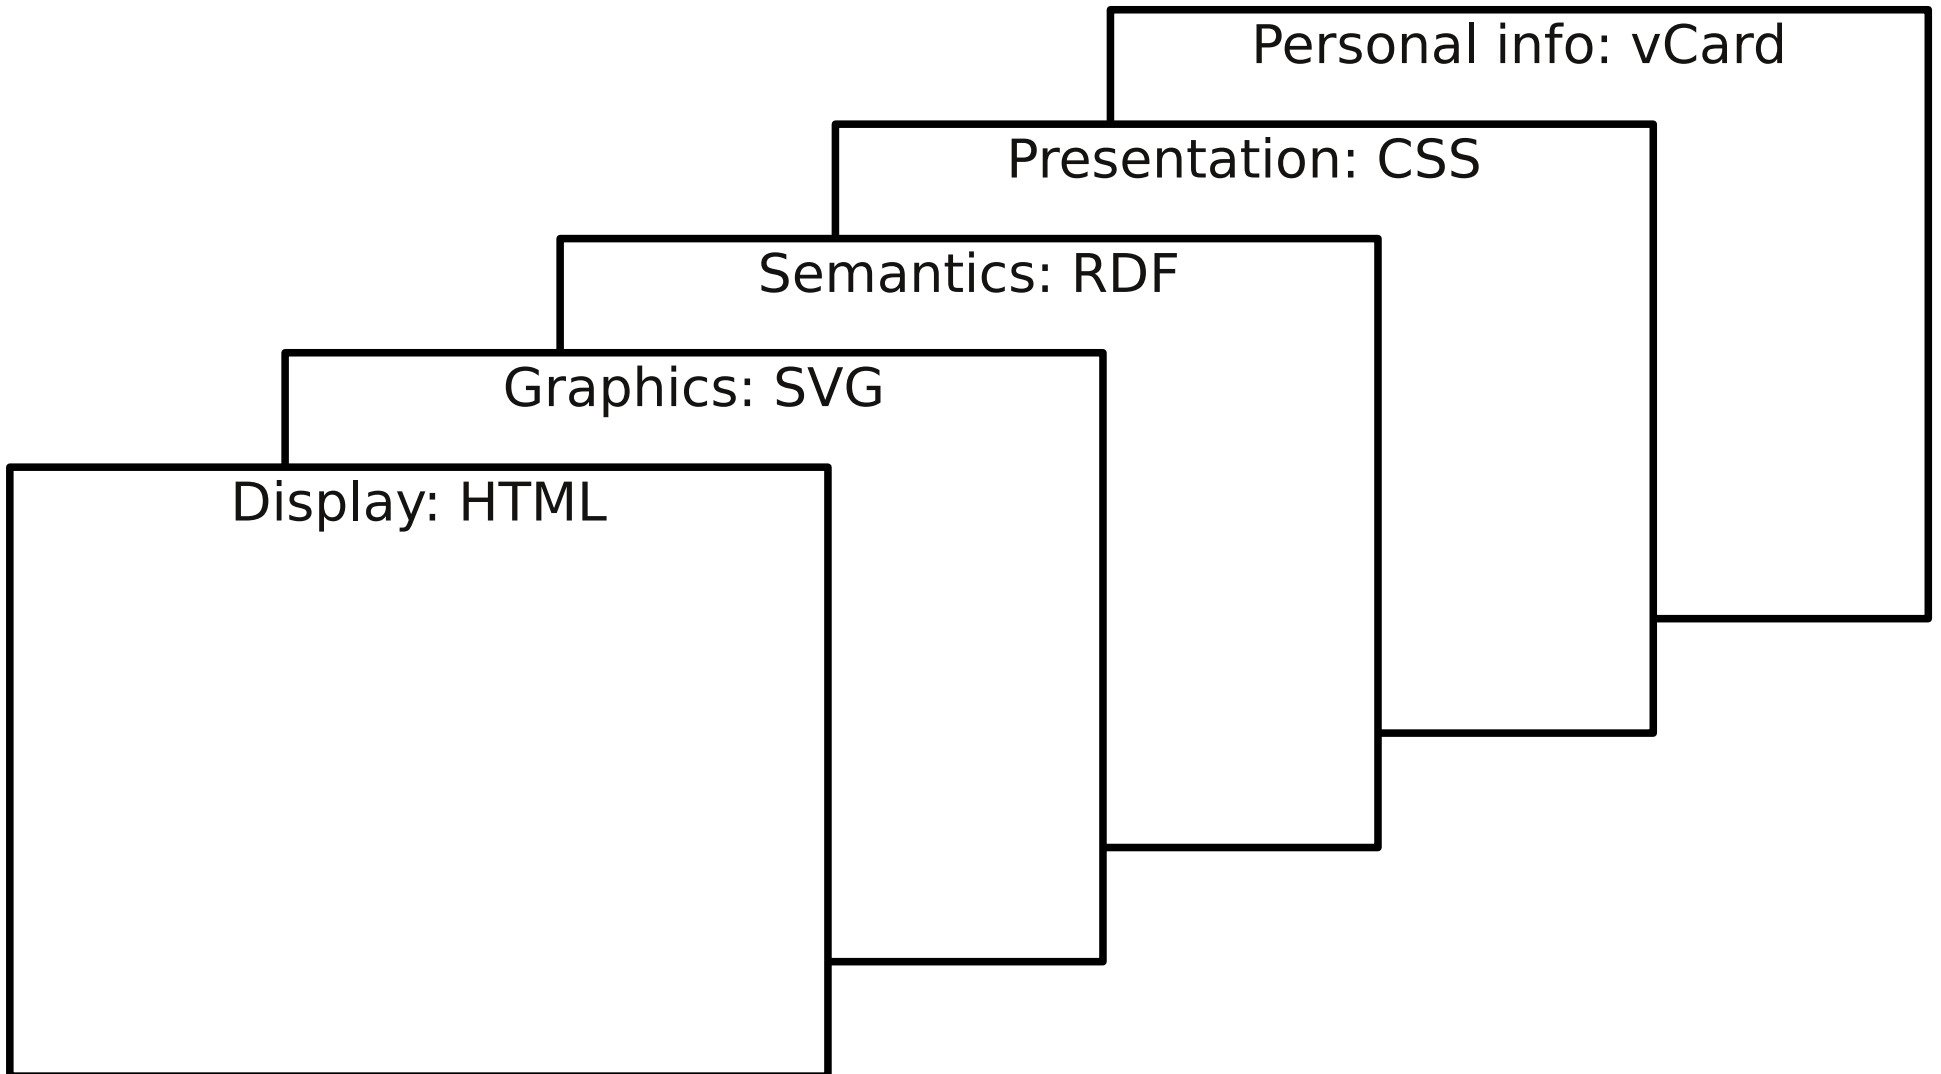 Personal info: vCard
Presentation: CSS
Semantics: RDF
Graphics: SVG
Display: HTML